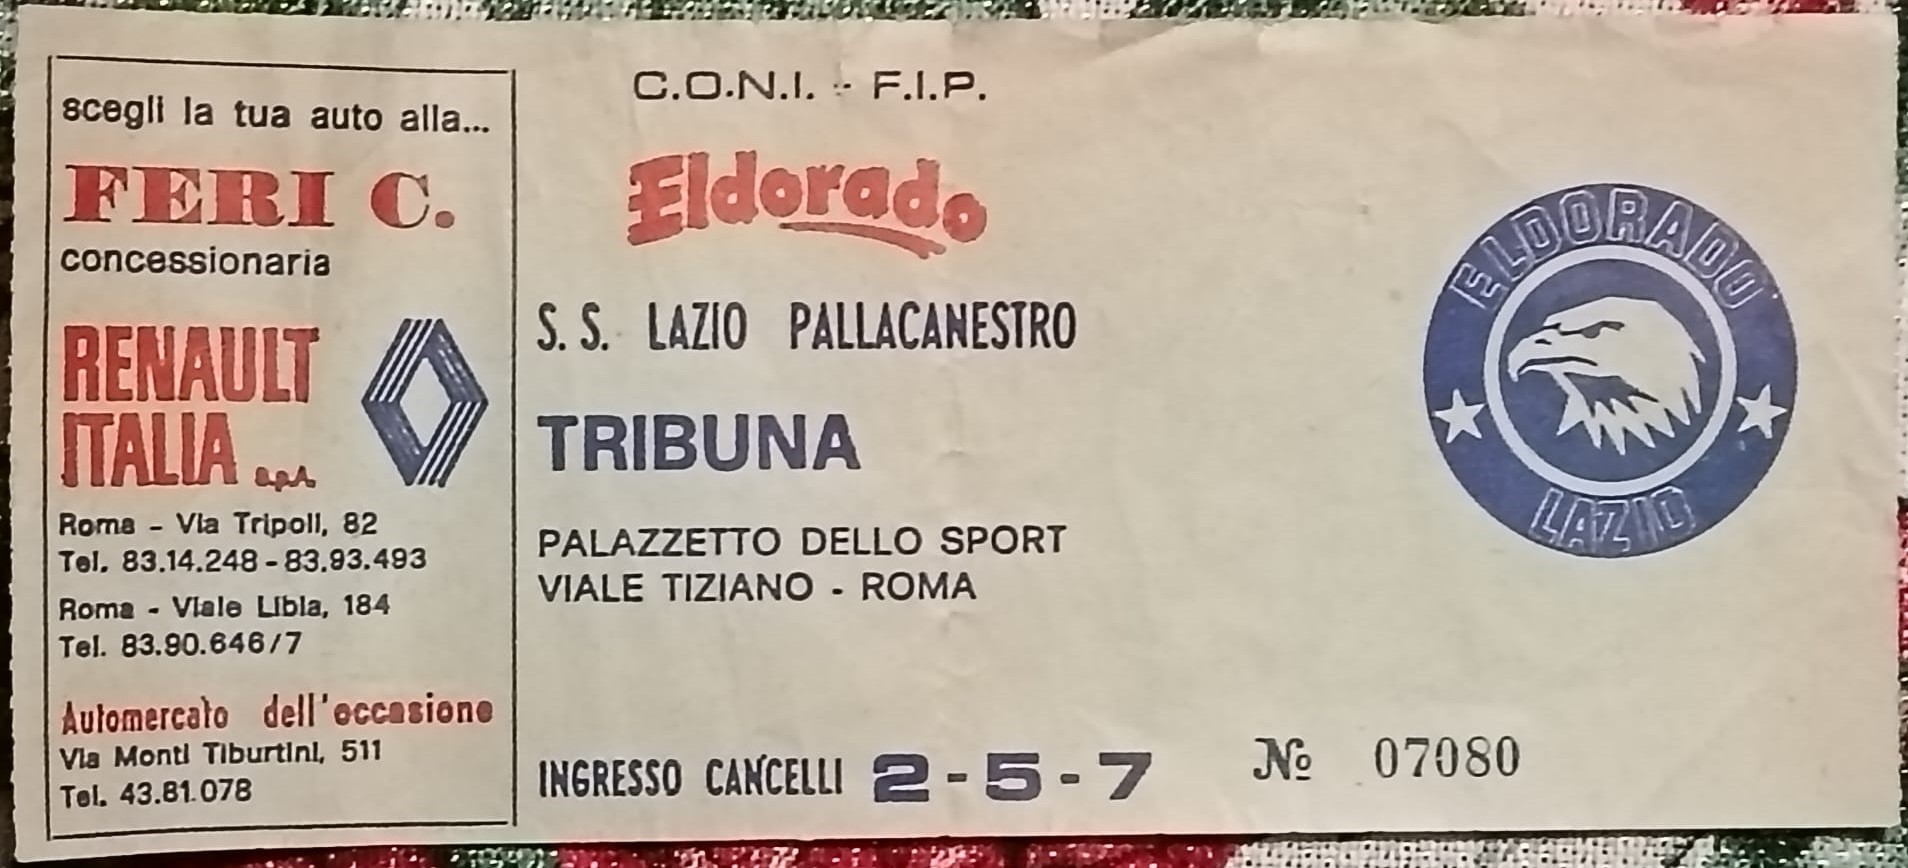 scegli la tua auto alla...
FERI C.
concessionaria
RENAULT
ITALIA S.p.A.
Roma - Via Tripoli, 82
Tel. 83.14.248 - 83.93.493
Roma - Viale Libia, 184
Tel. 83.90.646/7
Automercato dell'occasione
Via Monti Tiburtini, 511
Tel. 43.81.078
C.O.N.I. - F.I.P.
Eldorado
S. S. LAZIO PALLACANESTRO
TRIBUNA
PALAZZETTO DELLO SPORT
VIALE TIZIANO - ROMA
INGRESSO CANCELLI 2 - 5 - 7
№ 07080
ELDORADO
LAZIO